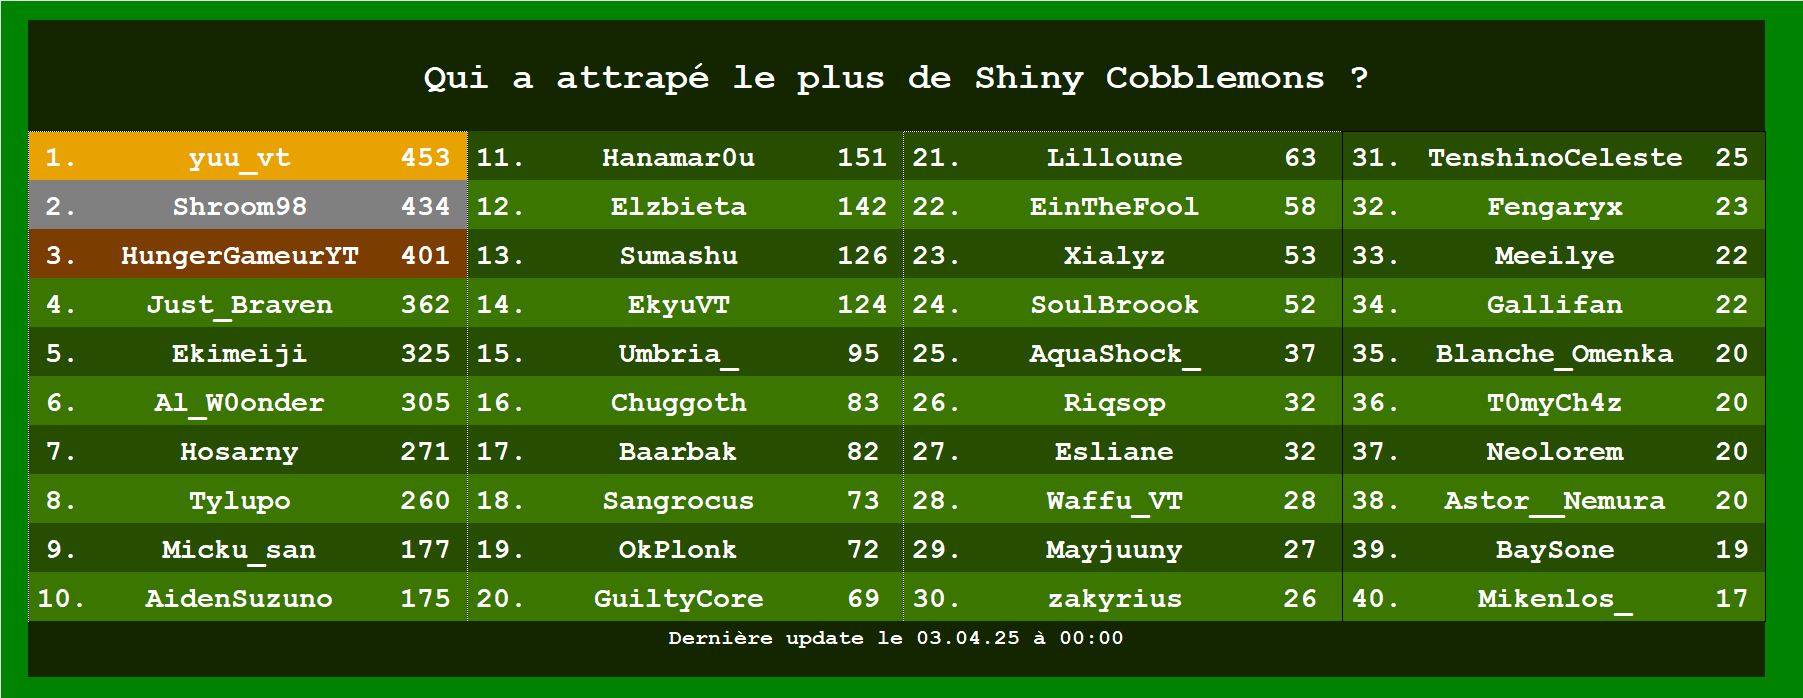 Qui a attrapé le plus de Shiny Cobblemons ?
1. yuu_vt 453 11. Hanamar0u 151 21. Lilloune 63 31. TenshinoCeleste 25
2. Shroom98 434 12. Elzbieta 142 22. EinTheFool 58 32. Fengaryx 23
3. HungerGameurYT 401 13. Sumashu 126 23. Xialyz 53 33. Meeilye 22
4. Just_Braven 362 14. EkyuVT 124 24. SoulBroook 52 34. Gallifan 22
5. Ekimeiji 325 15. Umbria_ 95 25. AquaShock_ 37 35. Blanche_Omenka 20
6. Al_W0onder 305 16. Chuggoth 83 26. Riqsop 32 36. T0myCh4z 20
7. Hosarny 271 17. Baarbak 82 27. Esliane 32 37. Neolorem 20
8. Tylupo 260 18. Sangrocus 73 28. Waffu_VT 28 38. Astor__Nemura 20
9. Micku_san 177 19. OkPlonk 72 29. Mayjuuny 27 39. BaySone 19
10. AidenSuzuno 175 20. GuiltyCore 69 30. zakyrius 26 40. Mikenlos_ 17
Dernière update le 03.04.25 à 00:00